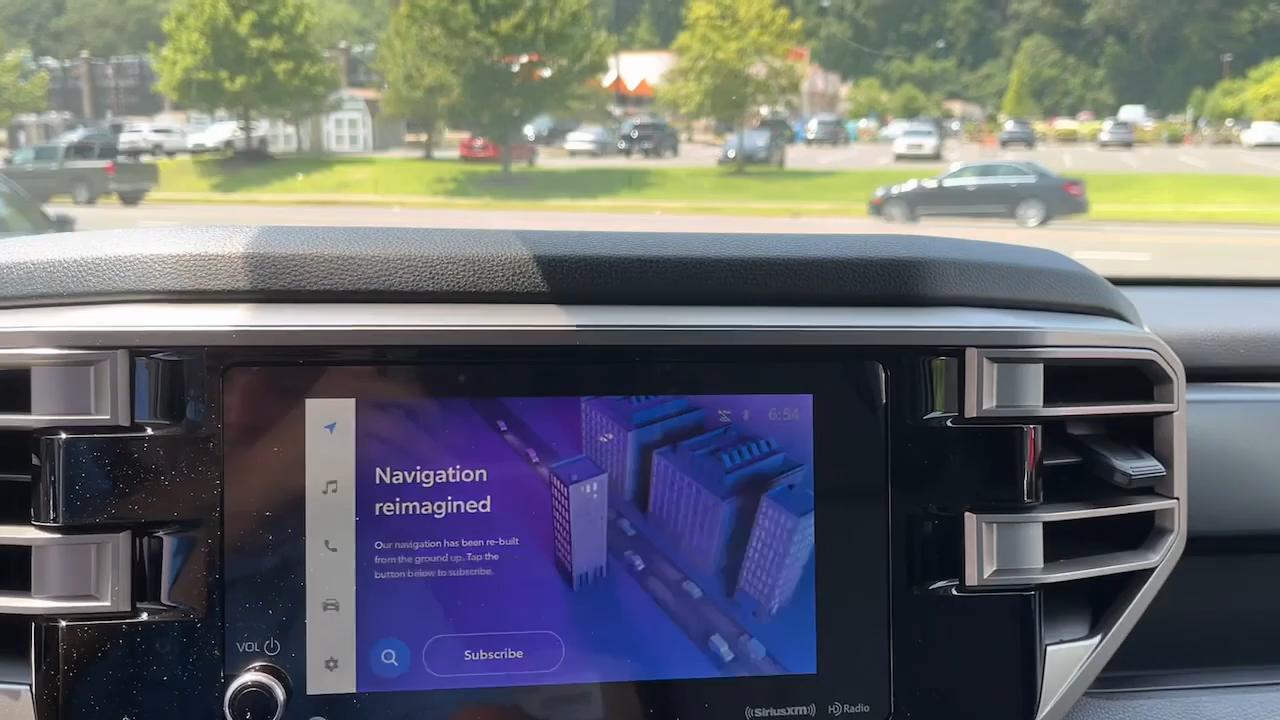 6:54
Navigation
reimagined
Our navigation has been re-built
from the ground up. Tap the
button below to subscribe.
Subscribe
VOL
SiriusXM
HD Radio